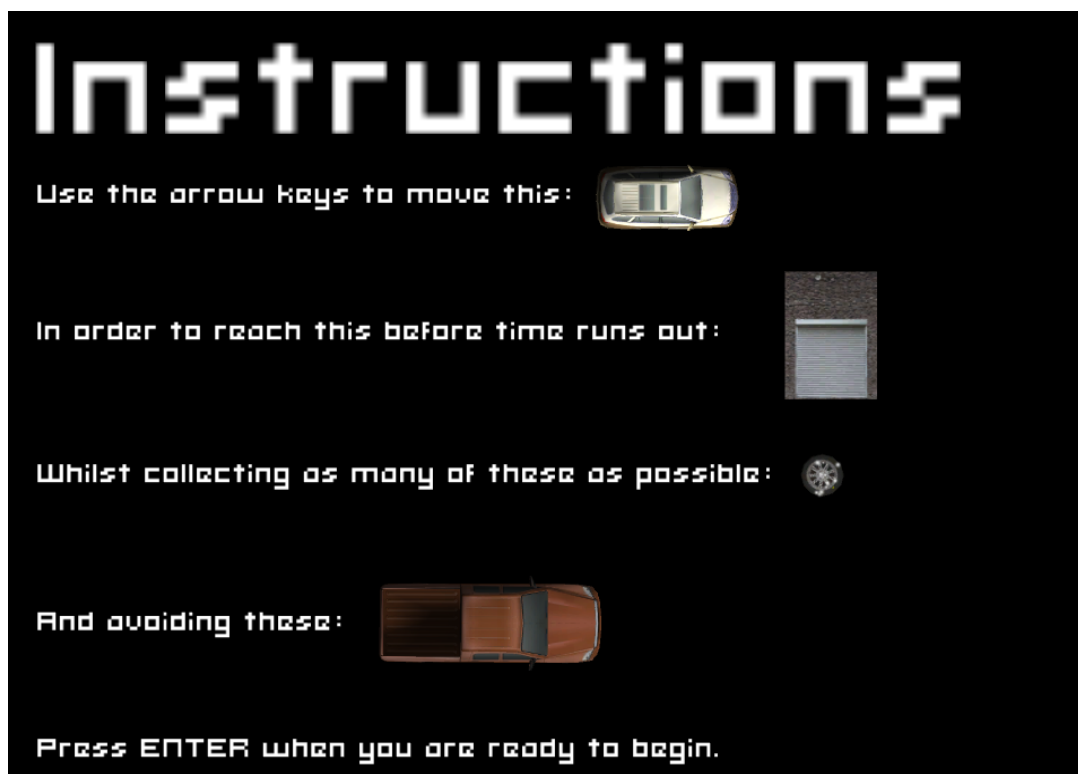 Instructions
Use the arrow keys to move this:
In order to reach this before time runs out:
Whilst collecting as many of these as possible:
And avoiding these:
Press ENTER when you are ready to begin.